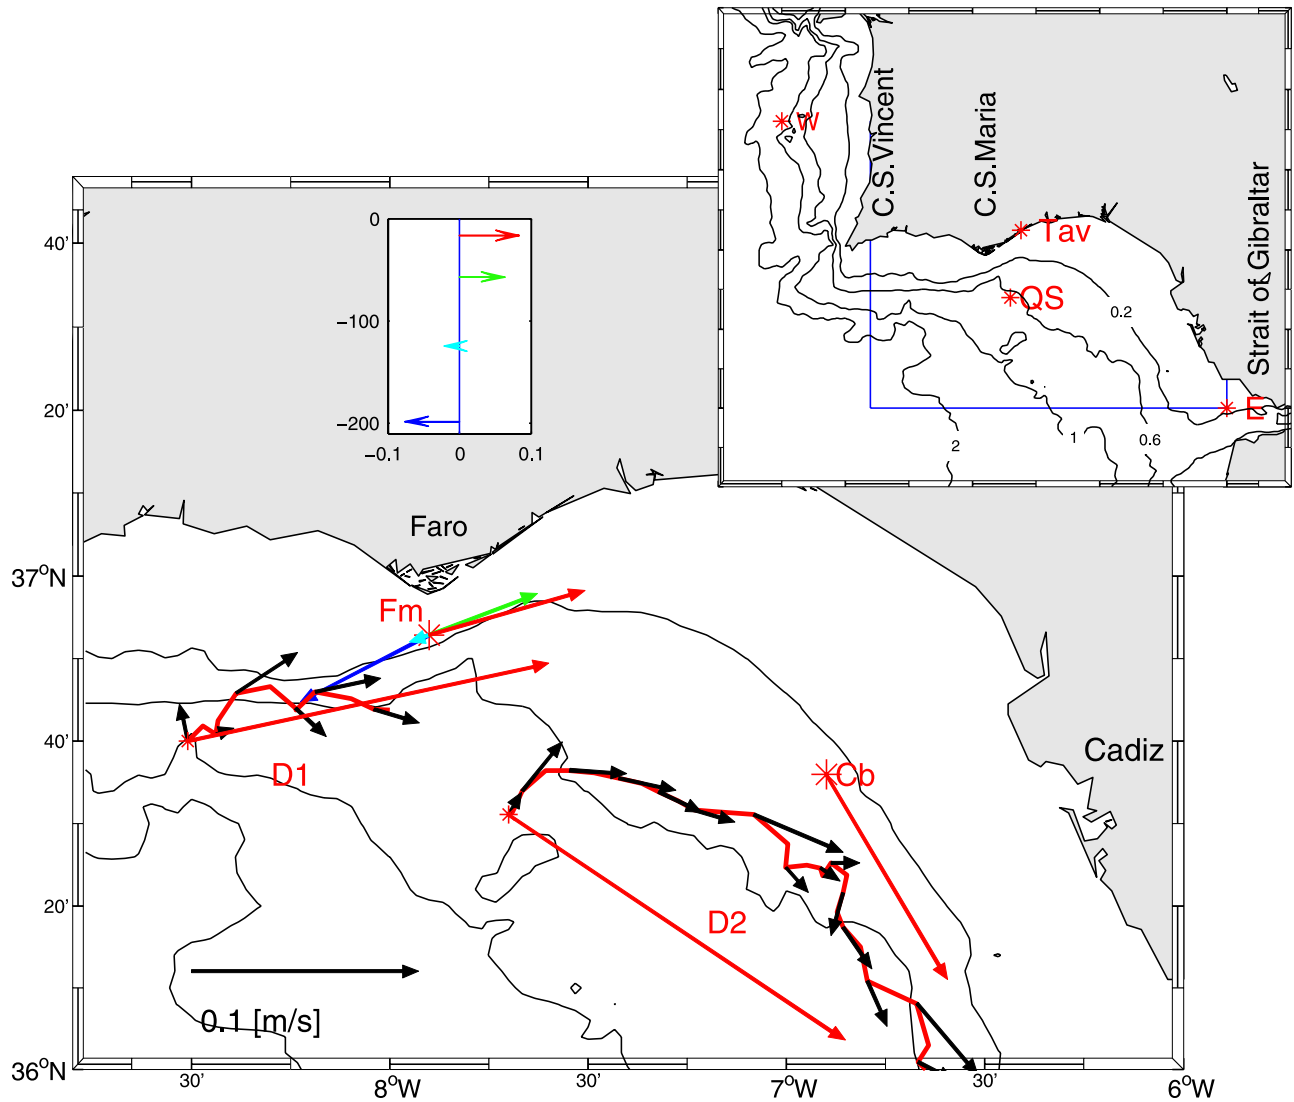 C.S.Vincent
C.S.Maria
Strait of Gibraltar
W
Tav
QS
E
0.2
0.6
1
2
0
−100
−200
−0.1
0
0.1
40'
20'
37°N
40'
20'
36°N
Faro
Fm
D1
D2
Cb
Cadiz
0.1 [m/s]
30'
8°W
30'
7°W
30'
6°W